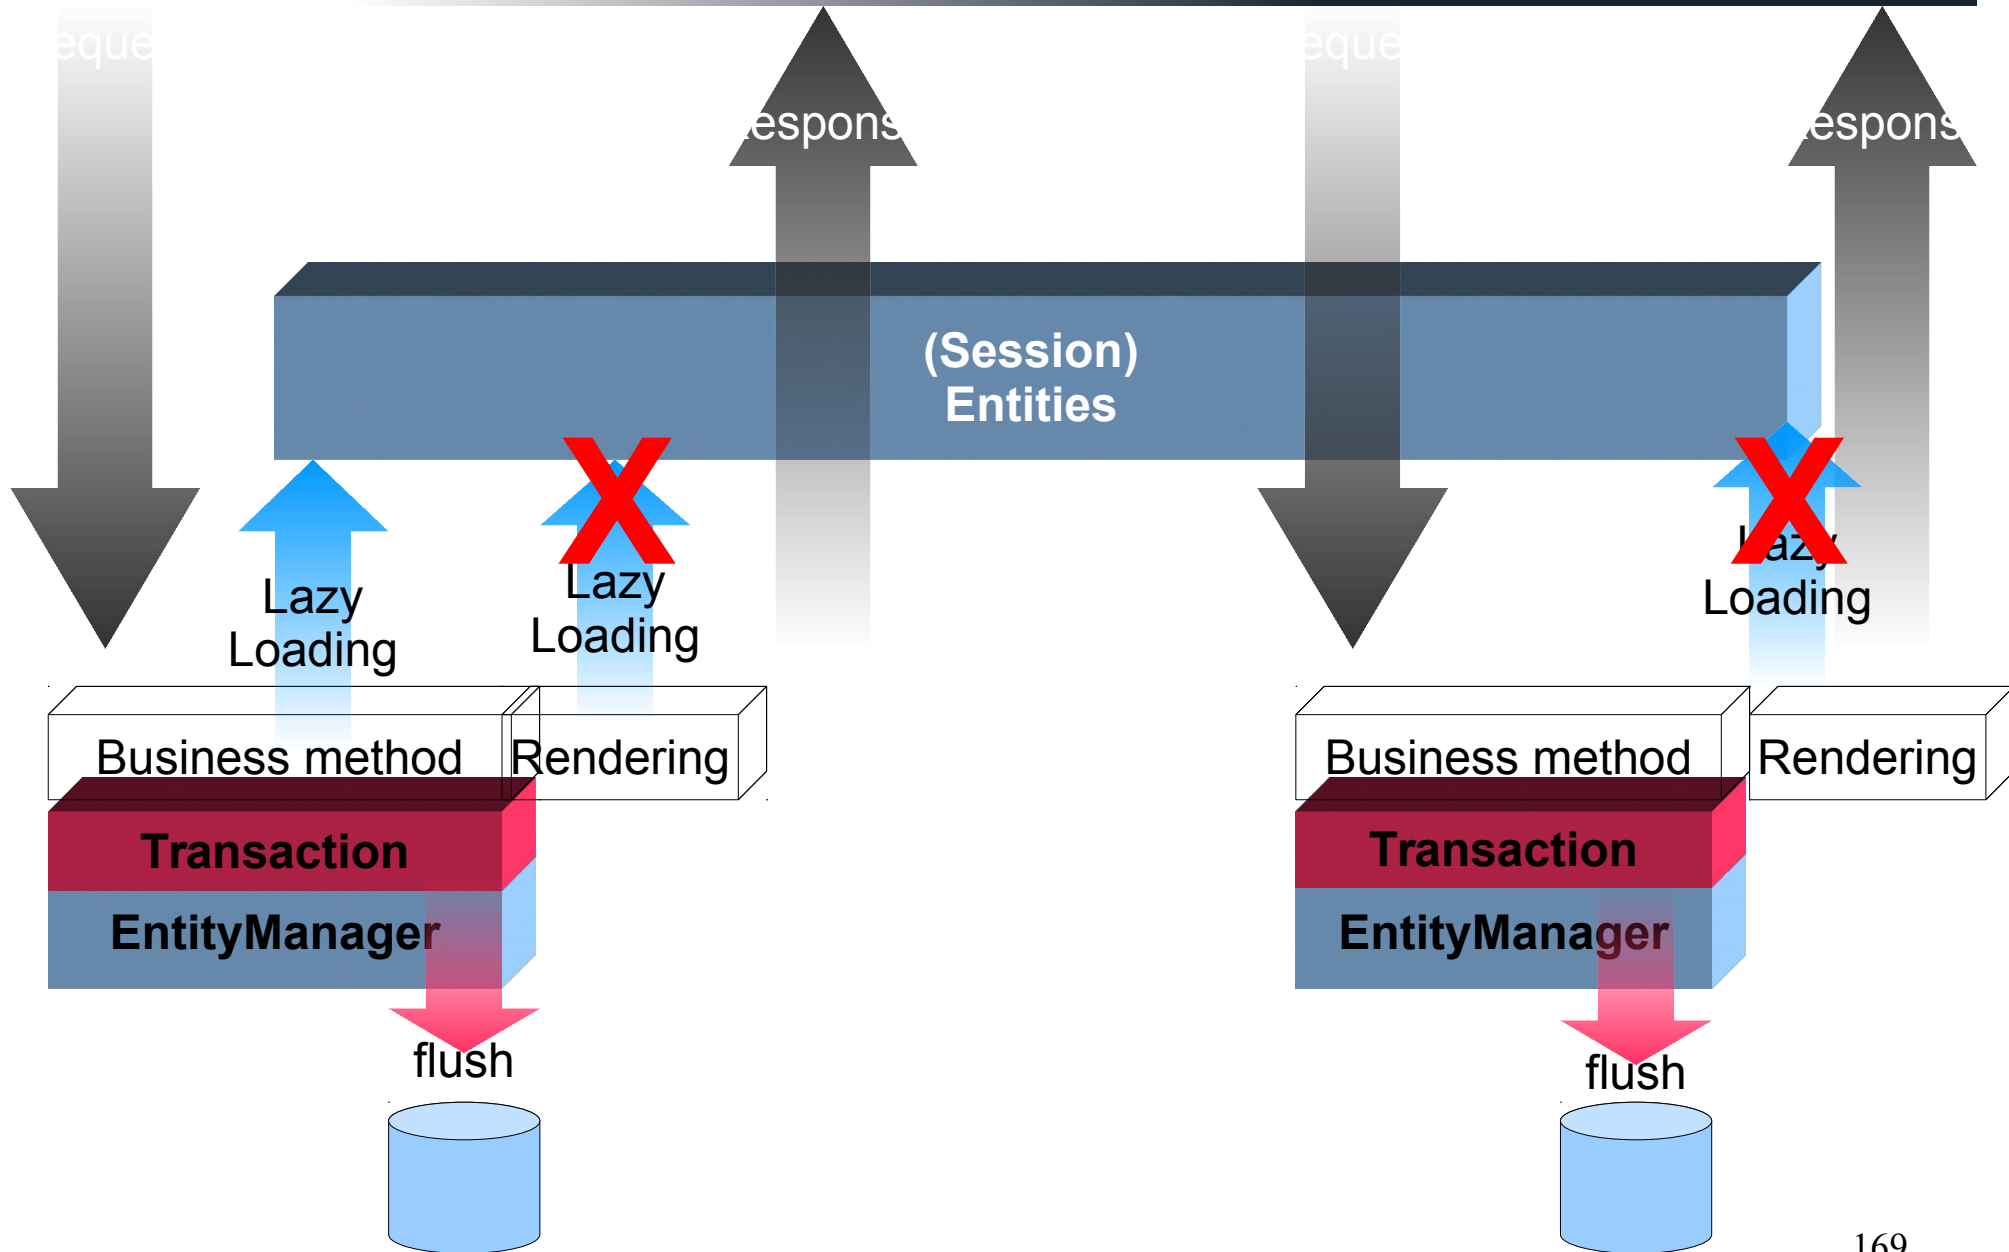 eque
eque
espons
espons
(Session)
Entities
Lazy
Loading
Lazy
Loading
Lazy
Loading
Business method
Rendering
Business method
Rendering
Transaction
Transaction
EntityManager
EntityManager
flush
flush
169